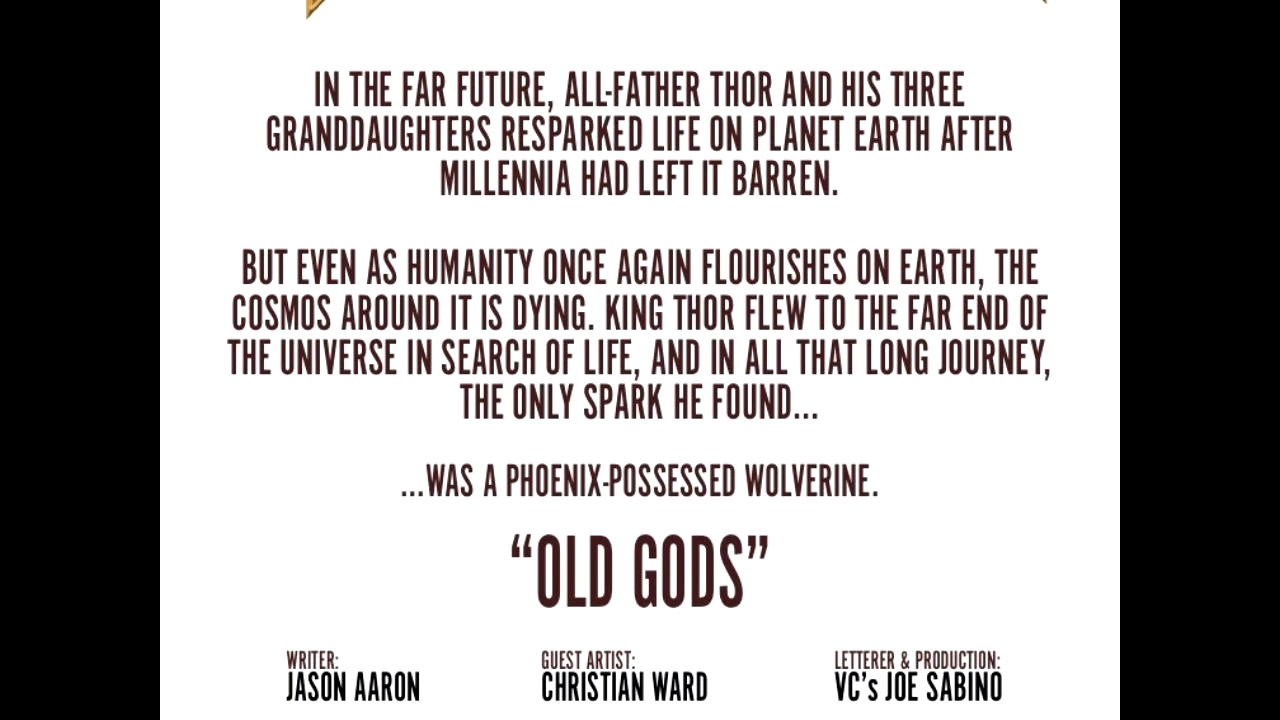 IN THE FAR FUTURE, ALL-FATHER THOR AND HIS THREE
GRANDDAUGHTERS RESPARKED LIFE ON PLANET EARTH AFTER
MILLENNIA HAD LEFT IT BARREN.
BUT EVEN AS HUMANITY ONCE AGAIN FLOURISHES ON EARTH, THE
COSMOS AROUND IT IS DYING. KING THOR FLEW TO THE FAR END OF
THE UNIVERSE IN SEARCH OF LIFE, AND IN ALL THAT LONG JOURNEY,
THE ONLY SPARK HE FOUND...
...WAS A PHOENIX-POSSESSED WOLVERINE.
“OLD GODS”
WRITER:
JASON AARON
GUEST ARTIST:
CHRISTIAN WARD
LETTERER & PRODUCTION:
VC's JOE SABINO